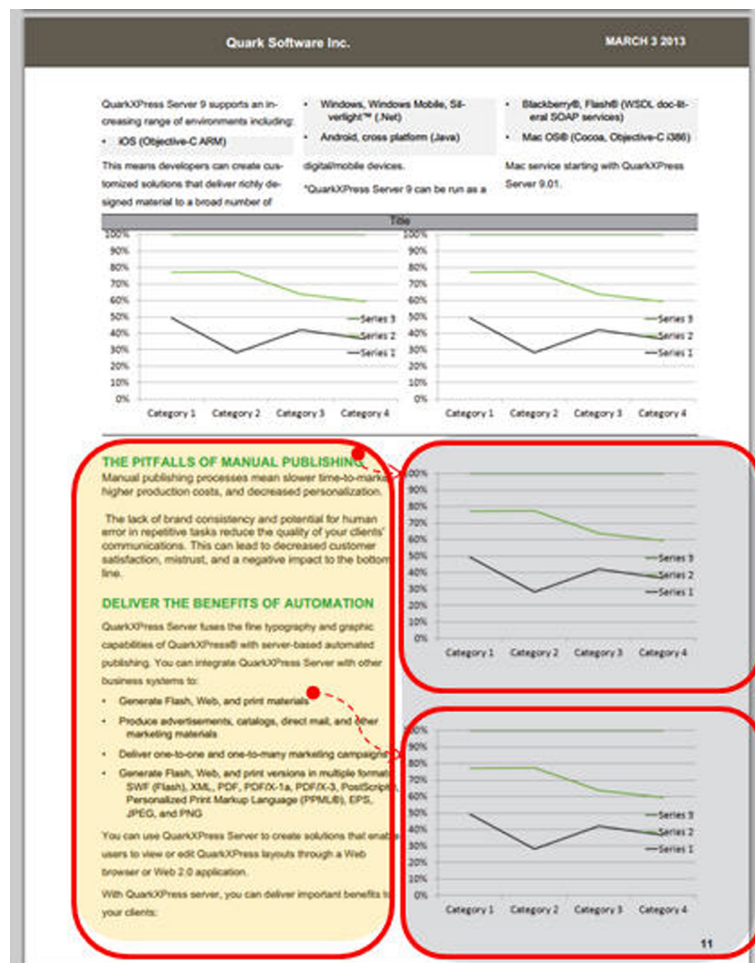 Quark Software Inc.
MARCH 3 2013
QuarkXPress Server 9 supports an in-
creasing range of environments including:
• iOS (Objective-C ARM)
This means developers can create cus-
tomized solutions that deliver richly de-
signed material to a broad number of
• Windows, Windows Mobile, Sil-
verlight™ (.Net)
• Android, cross platform (Java)
digital/mobile devices.
*QuarkXPress Server 9 can be run as a
• Blackberry®, Flash® (WSDL doc-lit-
eral SOAP services)
• Mac OS® (Cocoa, Objective-C i386)
Mac service starting with QuarkXPress
Server 9.01.
Title
100%
90%
80%
70%
60%
50%
40%
30%
20%
10%
0%
Series 3
Series 2
Series 1
Category 1 Category 2 Category 3 Category 4
100%
90%
80%
70%
60%
50%
40%
30%
20%
10%
0%
Series 3
Series 2
Series 1
Category 1 Category 2 Category 3 Category 4
THE PITFALLS OF MANUAL PUBLISHING
Manual publishing processes mean slower time-to-marke
higher production costs, and decreased personalization.
The lack of brand consistency and potential for human
error in repetitive tasks reduce the quality of your clients'
communications. This can lead to decreased customer
satisfaction, mistrust, and a negative impact to the bottom
line.
DELIVER THE BENEFITS OF AUTOMATION
QuarkXPress Server fuses the fine typography and graphic
capabilities of QuarkXPress® with server-based automated
publishing. You can integrate QuarkXPress Server with other
business systems to:
• Generate Flash, Web, and print materials
• Produce advertisements, catalogs, direct mail, and other
marketing materials
• Deliver one-to-one and one-to-many marketing campaigns
• Generate Flash, Web, and print versions in multiple format
SWF (Flash), XML, PDF, PDF/X-1a, PDF/X-3, PostScript®,
Personalized Print Markup Language (PPML®), EPS,
JPEG, and PNG
You can use QuarkXPress Server to create solutions that enable
users to view or edit QuarkXPress layouts through a Web
browser or Web 2.0 application.
With QuarkXPress server, you can deliver important benefits to
your clients:
100%
90%
80%
70%
60%
50%
40%
30%
20%
10%
0%
Series 3
Series 2
Series 1
Category 1 Category 2 Category 3 Category 4
100%
90%
80%
70%
60%
50%
40%
30%
20%
10%
0%
Series 3
Series 2
Series 1
Category 1 Category 2 Category 3 Category 4
11